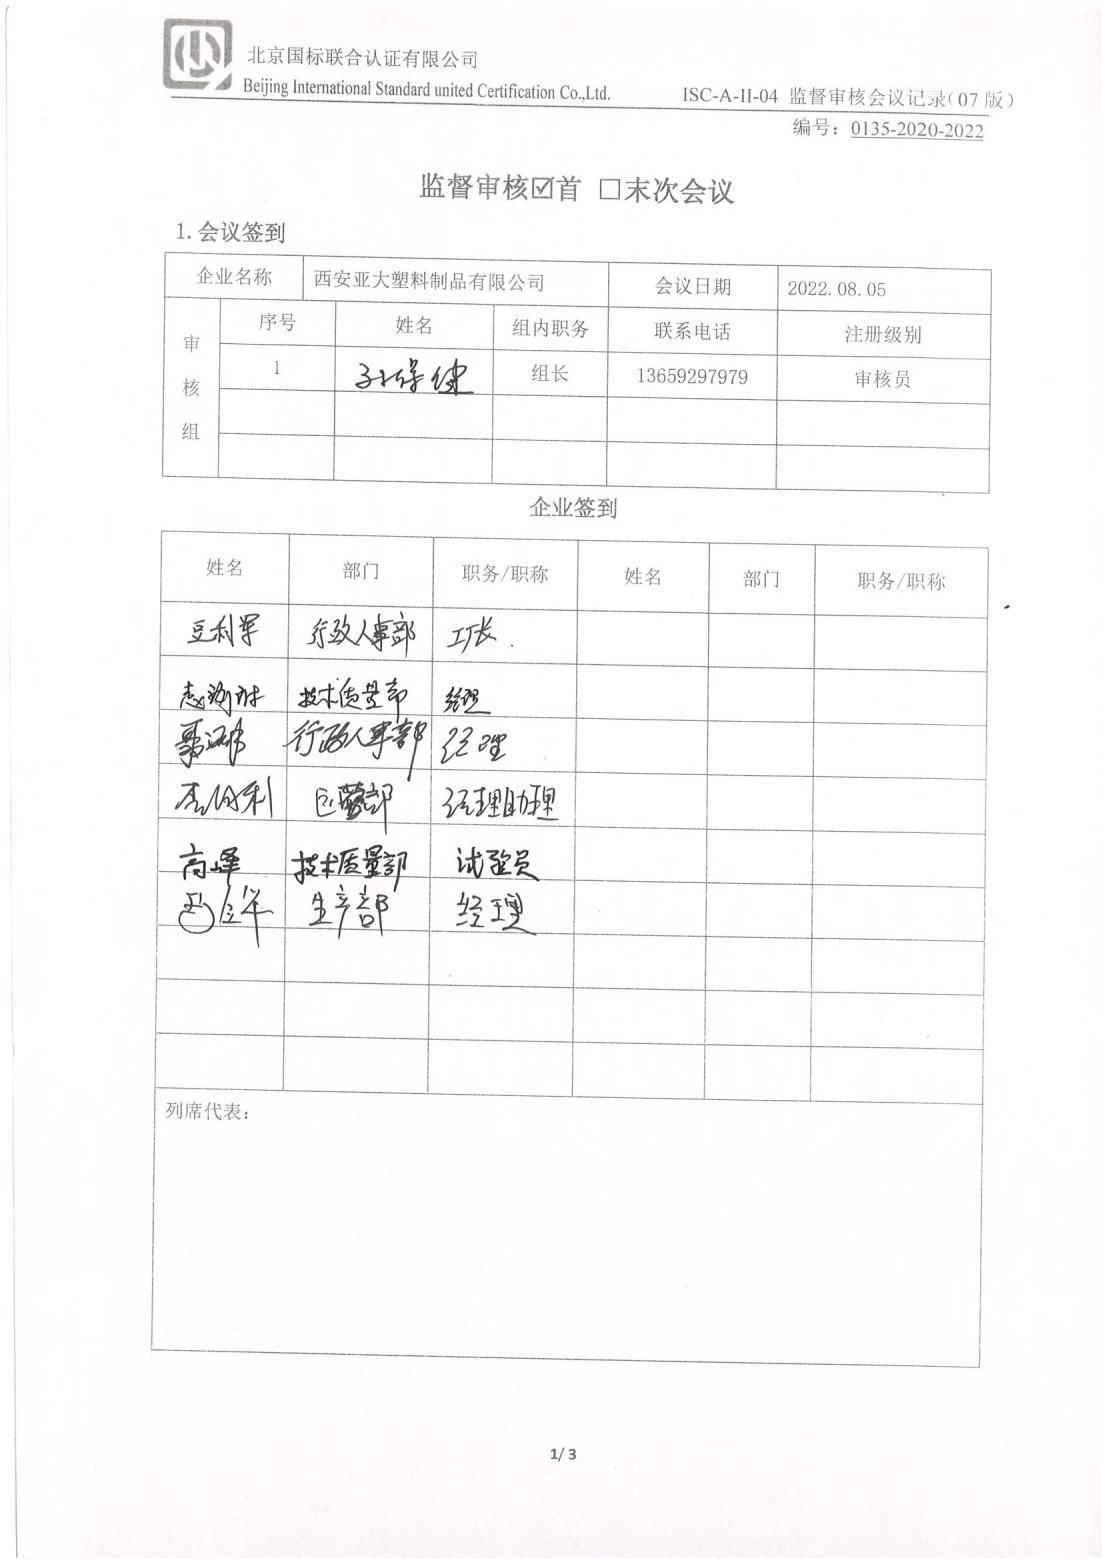 北京国标联合认证有限公司
Beijing International Standard united Certification Co.,Ltd.
ISC-A-II-04 监督审核会议记录(07 版)
编号: 0135-2020-2022
监督审核☑首 □末次会议
1.会议签到
企业名称 西安亚大塑料制品有限公司 会议日期 2022.08.05
审核组 序号 姓名 组内职务 联系电话 注册级别
1 组长 13659297979 审核员
企业签到
姓名 部门 职务/职称 姓名 部门 职务/职称
豆利军 行政人事部
技术质量部 经理
行政人事部 经理
经理助理
高峰 技术质量部 试验员
生产部 经理
列席代表:
1/ 3